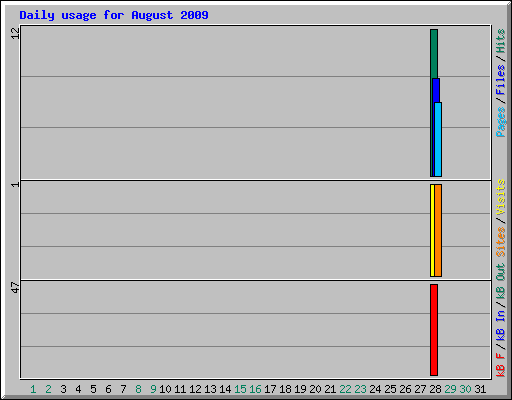 Daily usage for August 2009
12
1
47
Pages / Files / Hits
Sites / Visits
kB F / kB In / kB Out
1 2 3 4 5 6 7 8 9 10 11 12 13 14 15 16 17 18 19 20 21 22 23 24 25 26 27 28 29 30 31